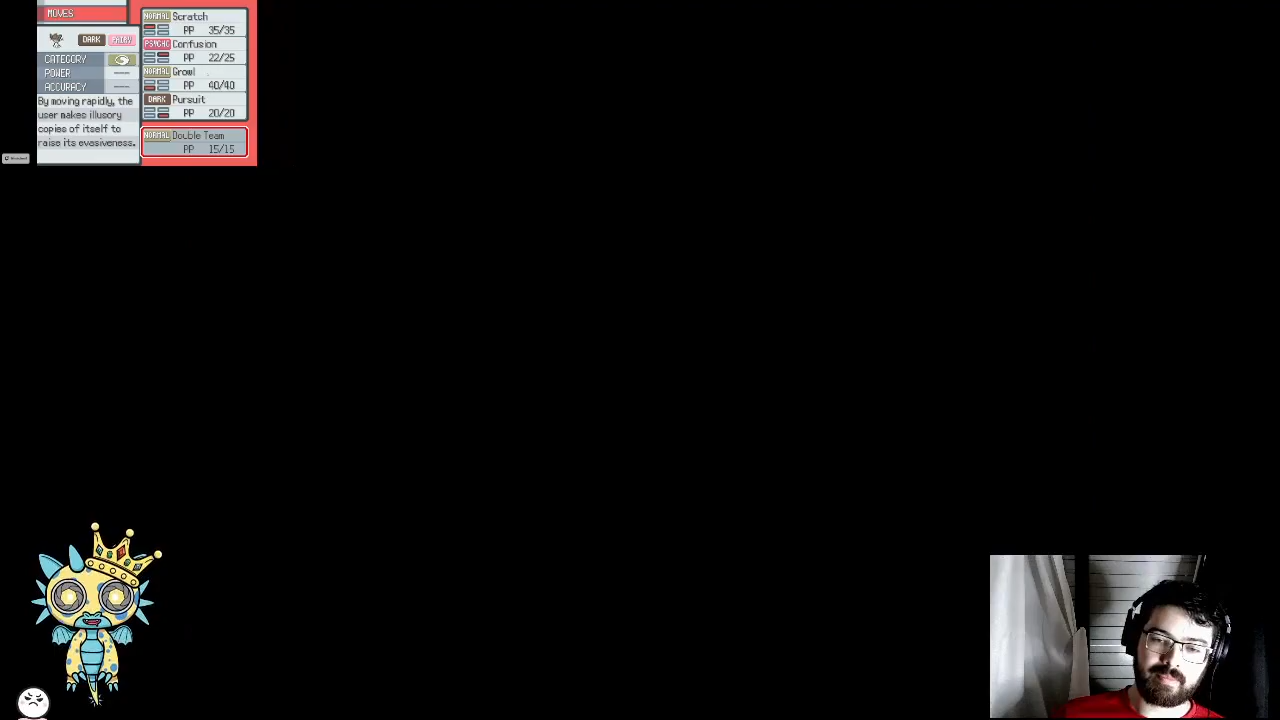 MOVES
DARK FAIRY
CATEGORY
POWER ---
ACCURACY ---
By moving rapidly, the
user makes illusory
copies of itself to
raise its evasiveness.
NORMAL Scratch
PP 35/35
PSYCHC Confusion
PP 22/25
NORMAL Growl
PP 40/40
DARK Pursuit
PP 20/20
NORMAL Double Team
PP 15/15